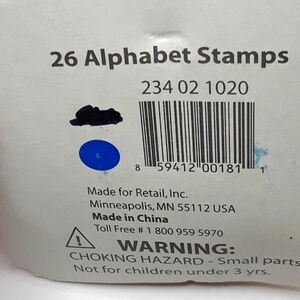 26 Alphabet Stamps
234 02 1020
8 59412 00181 1
Made for Retail, Inc.
Minneapolis, MN 55112 USA
Made in China
Toll Free # 1 800 959 5970
WARNING:
CHOKING HAZARD - Small parts
Not for children under 3 yrs.